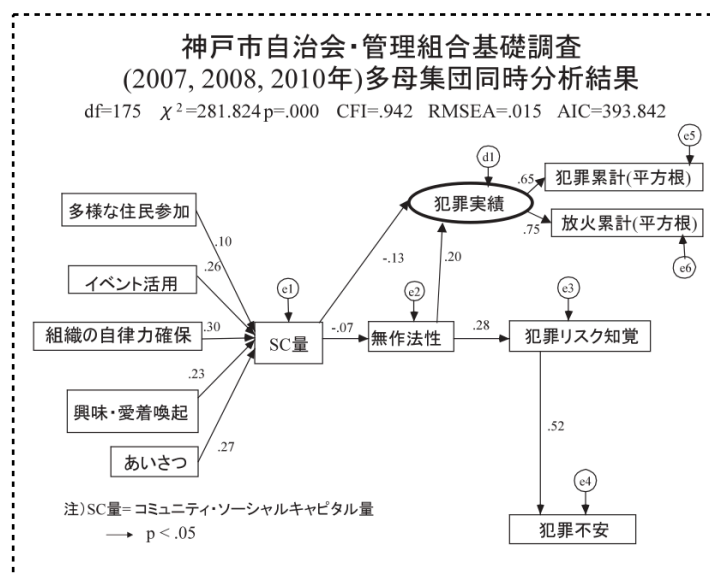 神戸市自治会・管理組合基礎調査
(2007, 2008, 2010年)多母集団同時分析結果
df=175 χ²=281.824 p=.000 CFI=.942 RMSEA=.015 AIC=393.842
e5
d1
.65
犯罪累計(平方根)
多様な住民参加
犯罪実績
.75
放火累計(平方根)
.10
-.13
.20
e6
.26
イベント活用
e1
e2
e3
組織の自律力確保
.30
SC量
-.07
無作法性
.28
犯罪リスク知覚
.23
興味・愛着喚起
.27
.52
あいさつ
e4
注)SC量=コミュニティ・ソーシャルキャピタル量
p < .05
犯罪不安